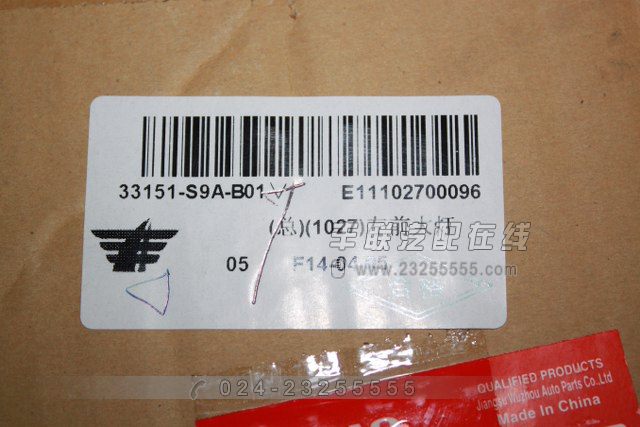 33151-S9A-B01
E11102700096
(总)(1027)左前大灯
05 F14-04-05
车联汽配在线
www.23255555.com
024-23255555
QUALIFIED PRODUCTS
Jiangsu Wuzhou Auto Parts Co.,Ltd
Made In China